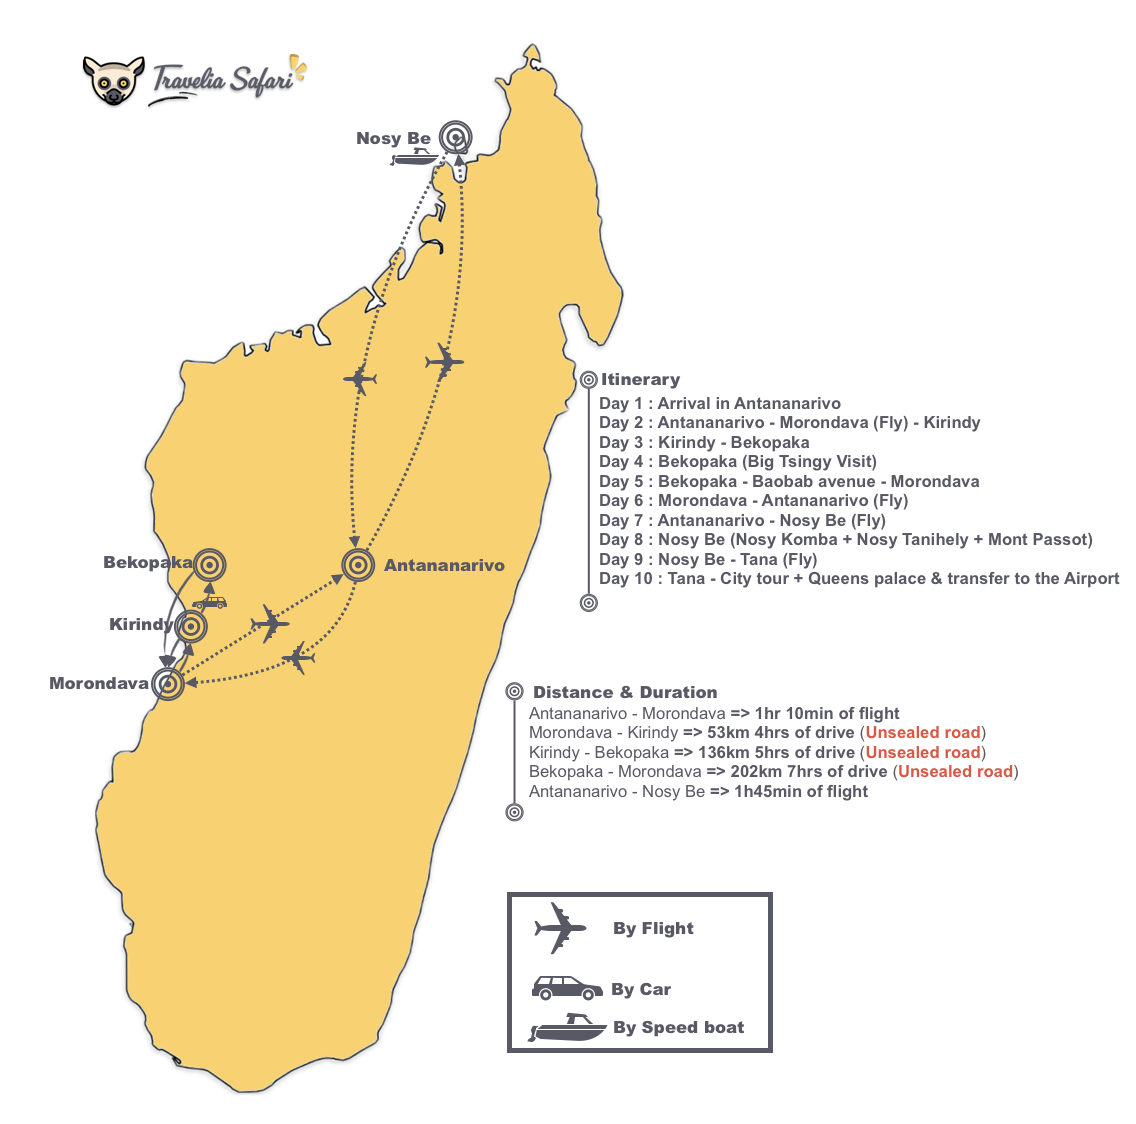 Travelia Safari
Nosy Be
Itinerary
Day 1 : Arrival in Antananarivo
Day 2 : Antananarivo - Morondava (Fly) - Kirindy
Day 3 : Kirindy - Bekopaka
Day 4 : Bekopaka (Big Tsingy Visit)
Day 5 : Bekopaka - Baobab avenue - Morondava
Day 6 : Morondava - Antananarivo (Fly)
Day 7 : Antananarivo - Nosy Be (Fly)
Day 8 : Nosy Be (Nosy Komba + Nosy Tanihely + Mont Passot)
Day 9 : Nosy Be - Tana (Fly)
Day 10 : Tana - City tour + Queens palace & transfer to the Airport
Bekopaka
Antananarivo
Kirindy
Morondava
Distance & Duration
Antananarivo - Morondava => 1hr 10min of flight
Morondava - Kirindy => 53km 4hrs of drive (Unsealed road)
Kirindy - Bekopaka => 136km 5hrs of drive (Unsealed road)
Bekopaka - Morondava => 202km 7hrs of drive (Unsealed road)
Antananarivo - Nosy Be => 1h45min of flight
By Flight
By Car
By Speed boat